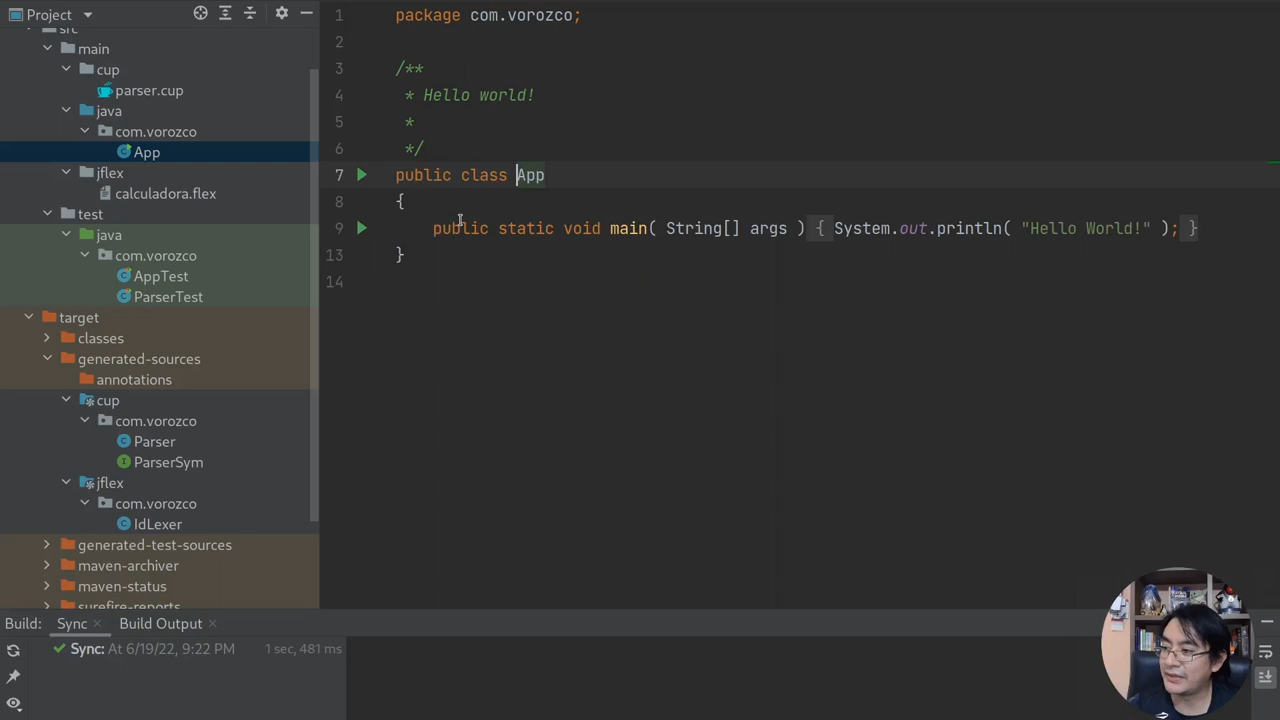 Project
src
main
cup
parser.cup
java
com.vorozco
App
jflex
calculadora.flex
test
java
com.vorozco
AppTest
ParserTest
target
classes
generated-sources
annotations
cup
com.vorozco
Parser
ParserSym
jflex
com.vorozco
IdLexer
generated-test-sources
maven-archiver
maven-status
surefire-reports
1 package com.vorozco;
2
3 /**
4 * Hello world!
5 *
6 */
7 public class App
8 {
9 public static void main( String[] args ) { System.out.println( "Hello World!" ); }
13 }
14
Build: Sync × Build Output ×
Sync: At 6/19/22, 9:22 PM 1 sec, 481 ms